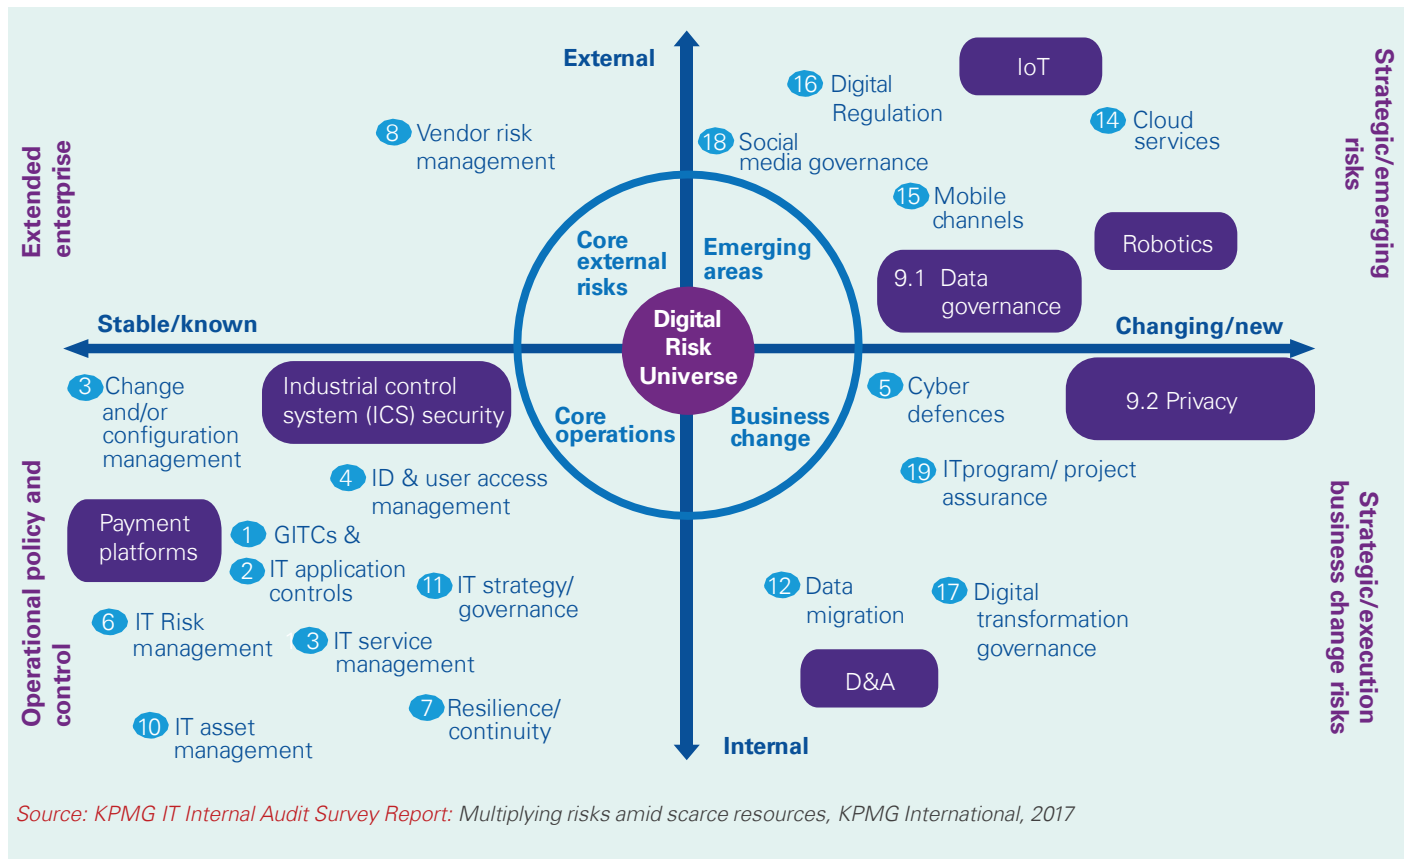 External
IoT
16 Digital
Regulation
14 Cloud
services
8 Vendor risk
management
18 Social
media governance
Extended
enterprise
Strategic/emerging
risks
15 Mobile
channels
Core
external
risks
Emerging
areas
Robotics
9.1 Data
governance
Stable/known
Digital
Risk
Universe
Changing/new
3 Change
and/or
configuration
management
Industrial control
system (ICS) security
Core
operations
Business
change
5 Cyber
defences
9.2 Privacy
4 ID & user access
management
19 ITprogram/ project
assurance
Operational policy and
control
Payment
platforms
1 GITCs &
2 IT application
controls
11 IT strategy/
governance
12 Data
migration
17 Digital
transformation
governance
Strategic/execution
business change risks
6 IT Risk
management
3 IT service
management
D&A
7 Resilience/
continuity
10 IT asset
management
Internal
Source: KPMG IT Internal Audit Survey Report: Multiplying risks amid scarce resources, KPMG International, 2017